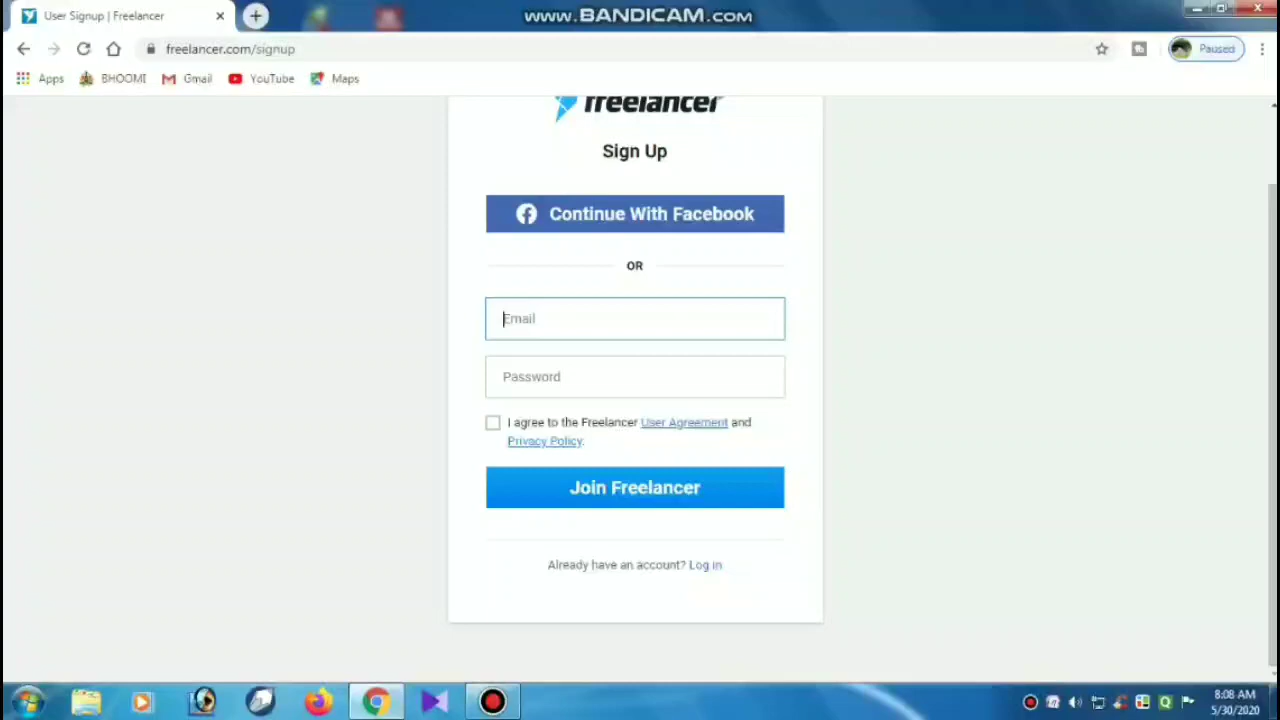 User Signup | Freelancer
www.BANDICAM.com
freelancer.com/signup
Paused
Apps BHOOMI Gmail YouTube Maps
freelancer
Sign Up
Continue With Facebook
OR
Email
Password
I agree to the Freelancer User Agreement and
Privacy Policy.
Join Freelancer
Already have an account? Log in
8:08 AM
5/30/2020